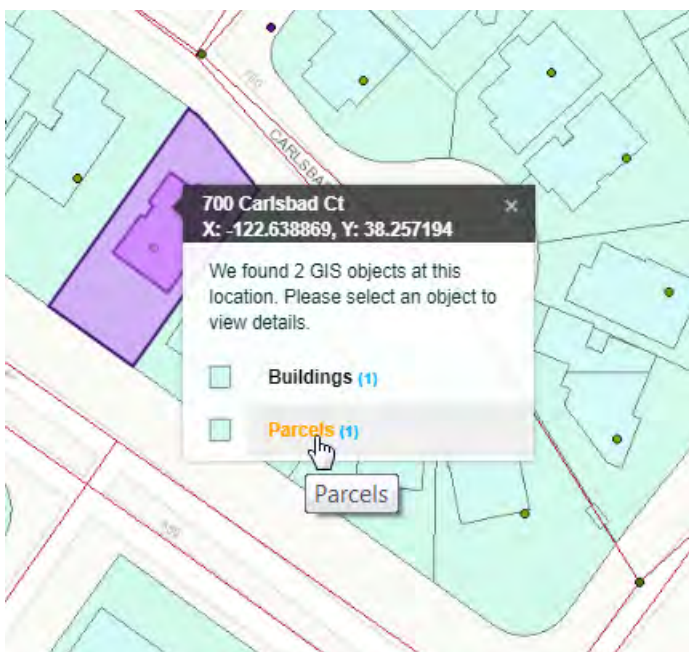 700
CARLSBA
700 Carlsbad Ct ×
X: -122.638869, Y: 38.257194
We found 2 GIS objects at this
location. Please select an object to
view details.
Buildings (1)
Parcels (1)
Parcels